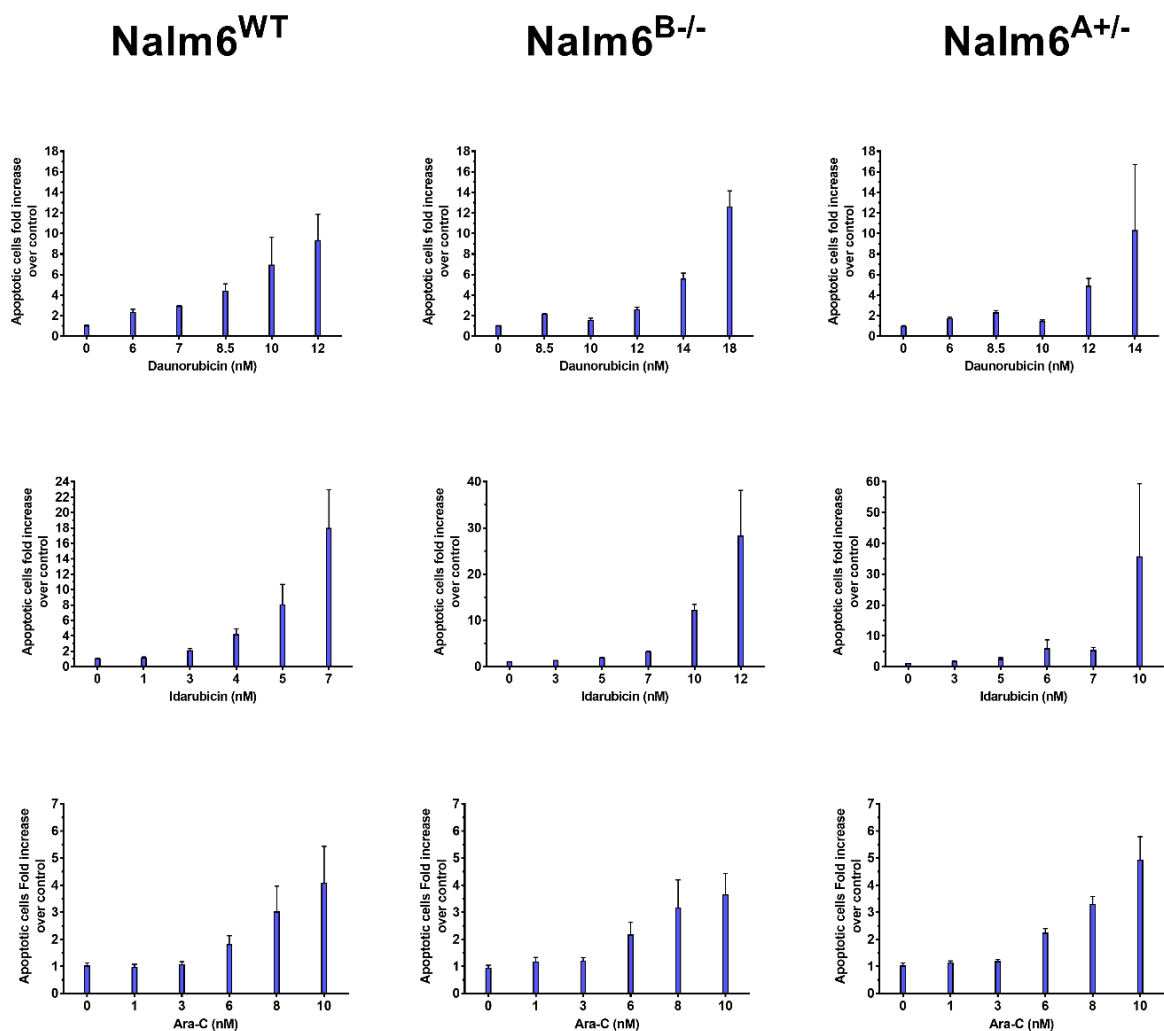 Nalm6WT Nalm6B-/- Nalm6A+/-
Apoptotic cells fold increase
over control
18
16
14
12
10
8
6
4
2
0
0 6 7 8.5 10 12
Daunorubicin (nM)
Apoptotic cells fold increase
over control
18
16
14
12
10
8
6
4
2
0
0 8.5 10 12 14 18
Daunorubicin (nM)
Apoptotic cells fold increase
over control
18
16
14
12
10
8
6
4
2
0
0 6 8.5 10 12 14
Daunorubicin (nM)
Apoptotic cells fold increase
over control
24
22
20
18
16
14
12
10
8
6
4
2
0
0 1 3 4 5 7
Idarubicin (nM)
Apoptotic cells fold increase
over control
40
30
20
10
0
0 3 5 7 10 12
Idarubicin (nM)
Apoptotic cells fold increase
over control
60
50
40
30
20
10
0
0 3 5 6 7 10
Idarubicin (nM)
Apoptotic cells Fold increase
over control
7
6
5
4
3
2
1
0
0 1 3 6 8 10
Ara-C (nM)
Apoptotic cells Fold increase
over control
7
6
5
4
3
2
1
0
0 1 3 6 8 10
Ara-C (nM)
Apoptotic cells Fold increase
over control
7
6
5
4
3
2
1
0
0 1 3 6 8 10
Ara-C (nM)